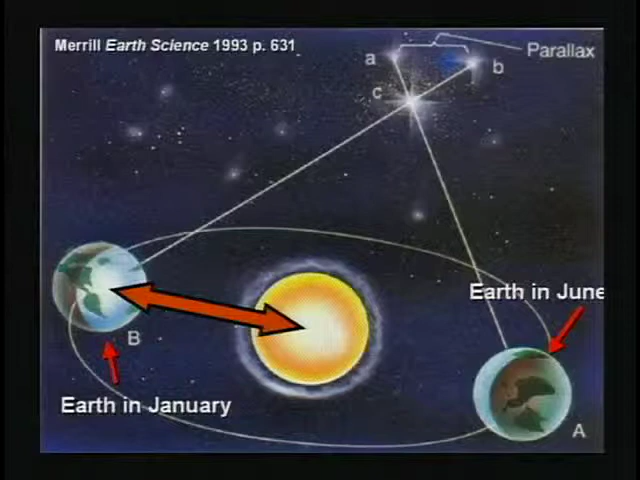 Merrill Earth Science 1993 p. 631
Parallax
a
b
c
Earth in June
B
Earth in January
A